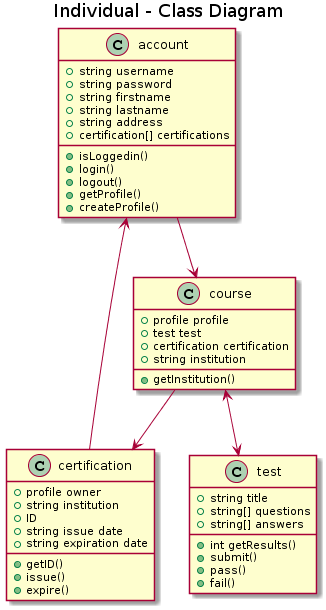 Individual - Class Diagram
C account
string username
string password
string firstname
string lastname
string address
certification[] certifications
isLoggedin()
login()
logout()
getProfile()
createProfile()
C course
profile profile
test test
certification certification
string institution
getInstitution()
C certification
profile owner
string institution
ID
string issue date
string expiration date
getID()
issue()
expire()
C test
string title
string[] questions
string[] answers
int getResults()
submit()
pass()
fail()